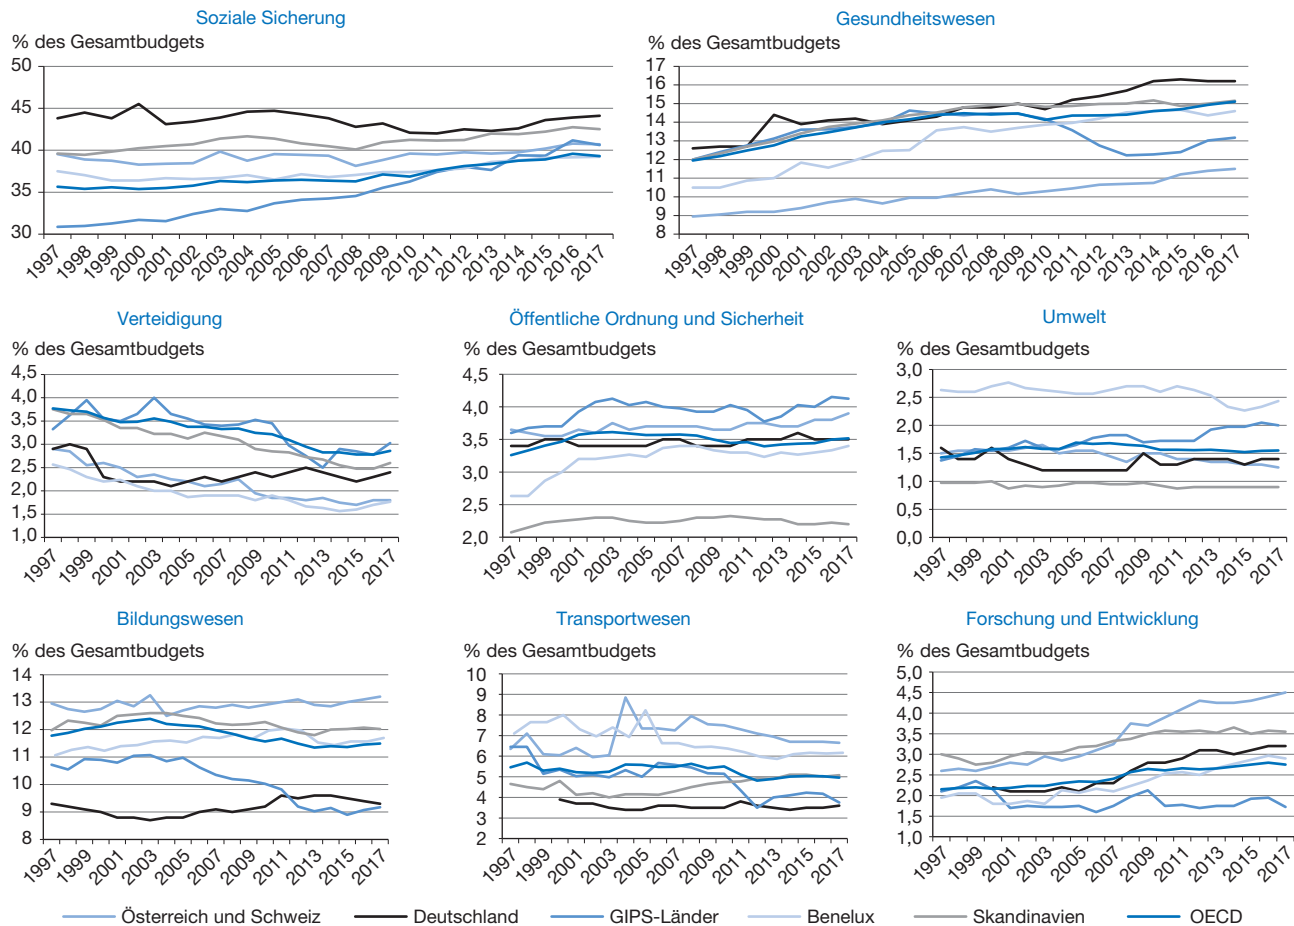 Soziale Sicherung
% des Gesamtbudgets
50
45
40
35
30
1997 1998 1999 2000 2001 2002 2003 2004 2005 2006 2007 2008 2009 2010 2011 2012 2013 2014 2015 2016 2017
Gesundheitswesen
% des Gesamtbudgets
17
16
15
14
13
12
11
10
9
8
1997 1998 1999 2000 2001 2002 2003 2004 2005 2006 2007 2008 2009 2010 2011 2012 2013 2014 2015 2016 2017
Verteidigung
% des Gesamtbudgets
4,5
4,0
3,5
3,0
2,5
2,0
1,5
1,0
1997 1999 2001 2003 2005 2007 2009 2011 2013 2015 2017
Öffentliche Ordnung und Sicherheit
% des Gesamtbudgets
4,5
4,0
3,5
3,0
2,5
2,0
1997 1999 2001 2003 2005 2007 2009 2011 2013 2015 2017
Umwelt
% des Gesamtbudgets
3,0
2,5
2,0
1,5
1,0
0,5
0,0
1997 1999 2001 2003 2005 2007 2009 2011 2013 2015 2017
Bildungswesen
% des Gesamtbudgets
14
13
12
11
10
9
8
1997 1999 2001 2003 2005 2007 2009 2011 2013 2015 2017
Transportwesen
% des Gesamtbudgets
10
9
8
7
6
5
4
3
2
1997 1999 2001 2003 2005 2007 2009 2011 2013 2015 2017
Forschung und Entwicklung
% des Gesamtbudgets
5,0
4,5
4,0
3,5
3,0
2,5
2,0
1,5
1,0
1997 1999 2001 2003 2005 2007 2009 2011 2013 2015 2017
Österreich und Schweiz Deutschland GIPS-Länder Benelux Skandinavien OECD